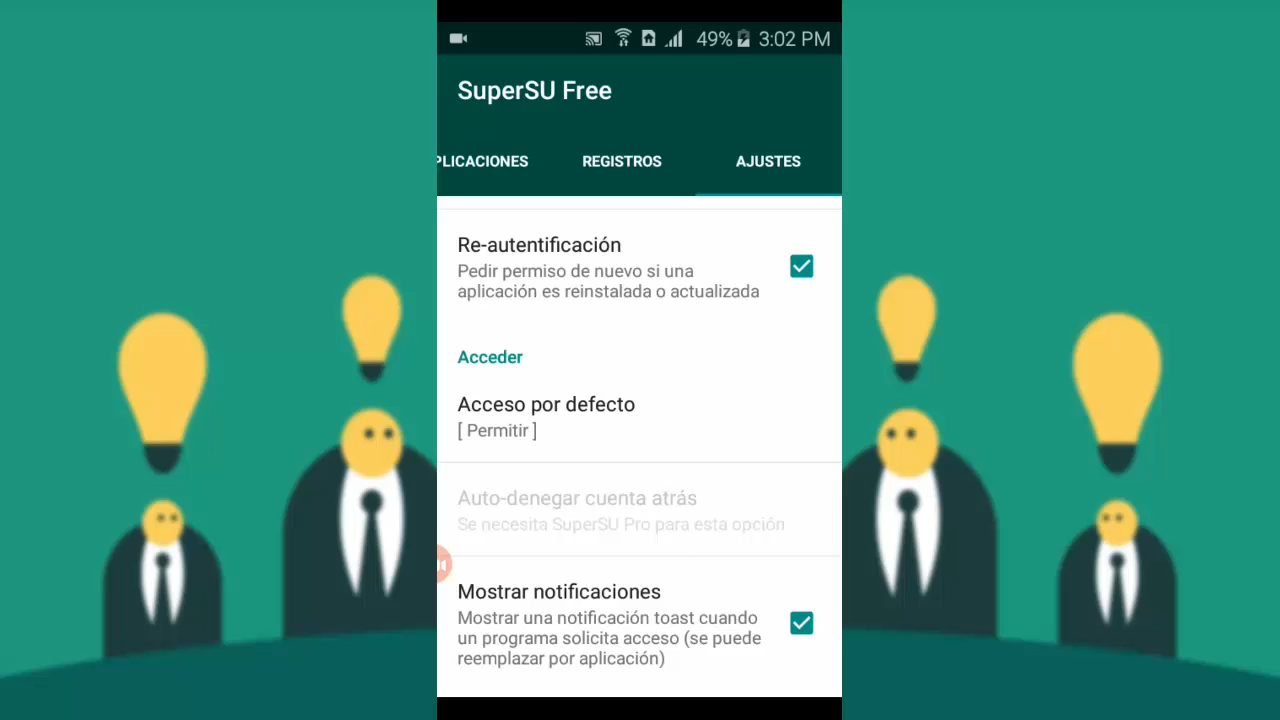 49% 3:02 PM
SuperSU Free
PLICACIONES REGISTROS AJUSTES
Re-autentificación
Pedir permiso de nuevo si una
aplicación es reinstalada o actualizada
Acceder
Acceso por defecto
[ Permitir ]
Auto-denegar cuenta atrás
Se necesita SuperSU Pro para esta opción
Mostrar notificaciones
Mostrar una notificación toast cuando
un programa solicita acceso (se puede
reemplazar por aplicación)